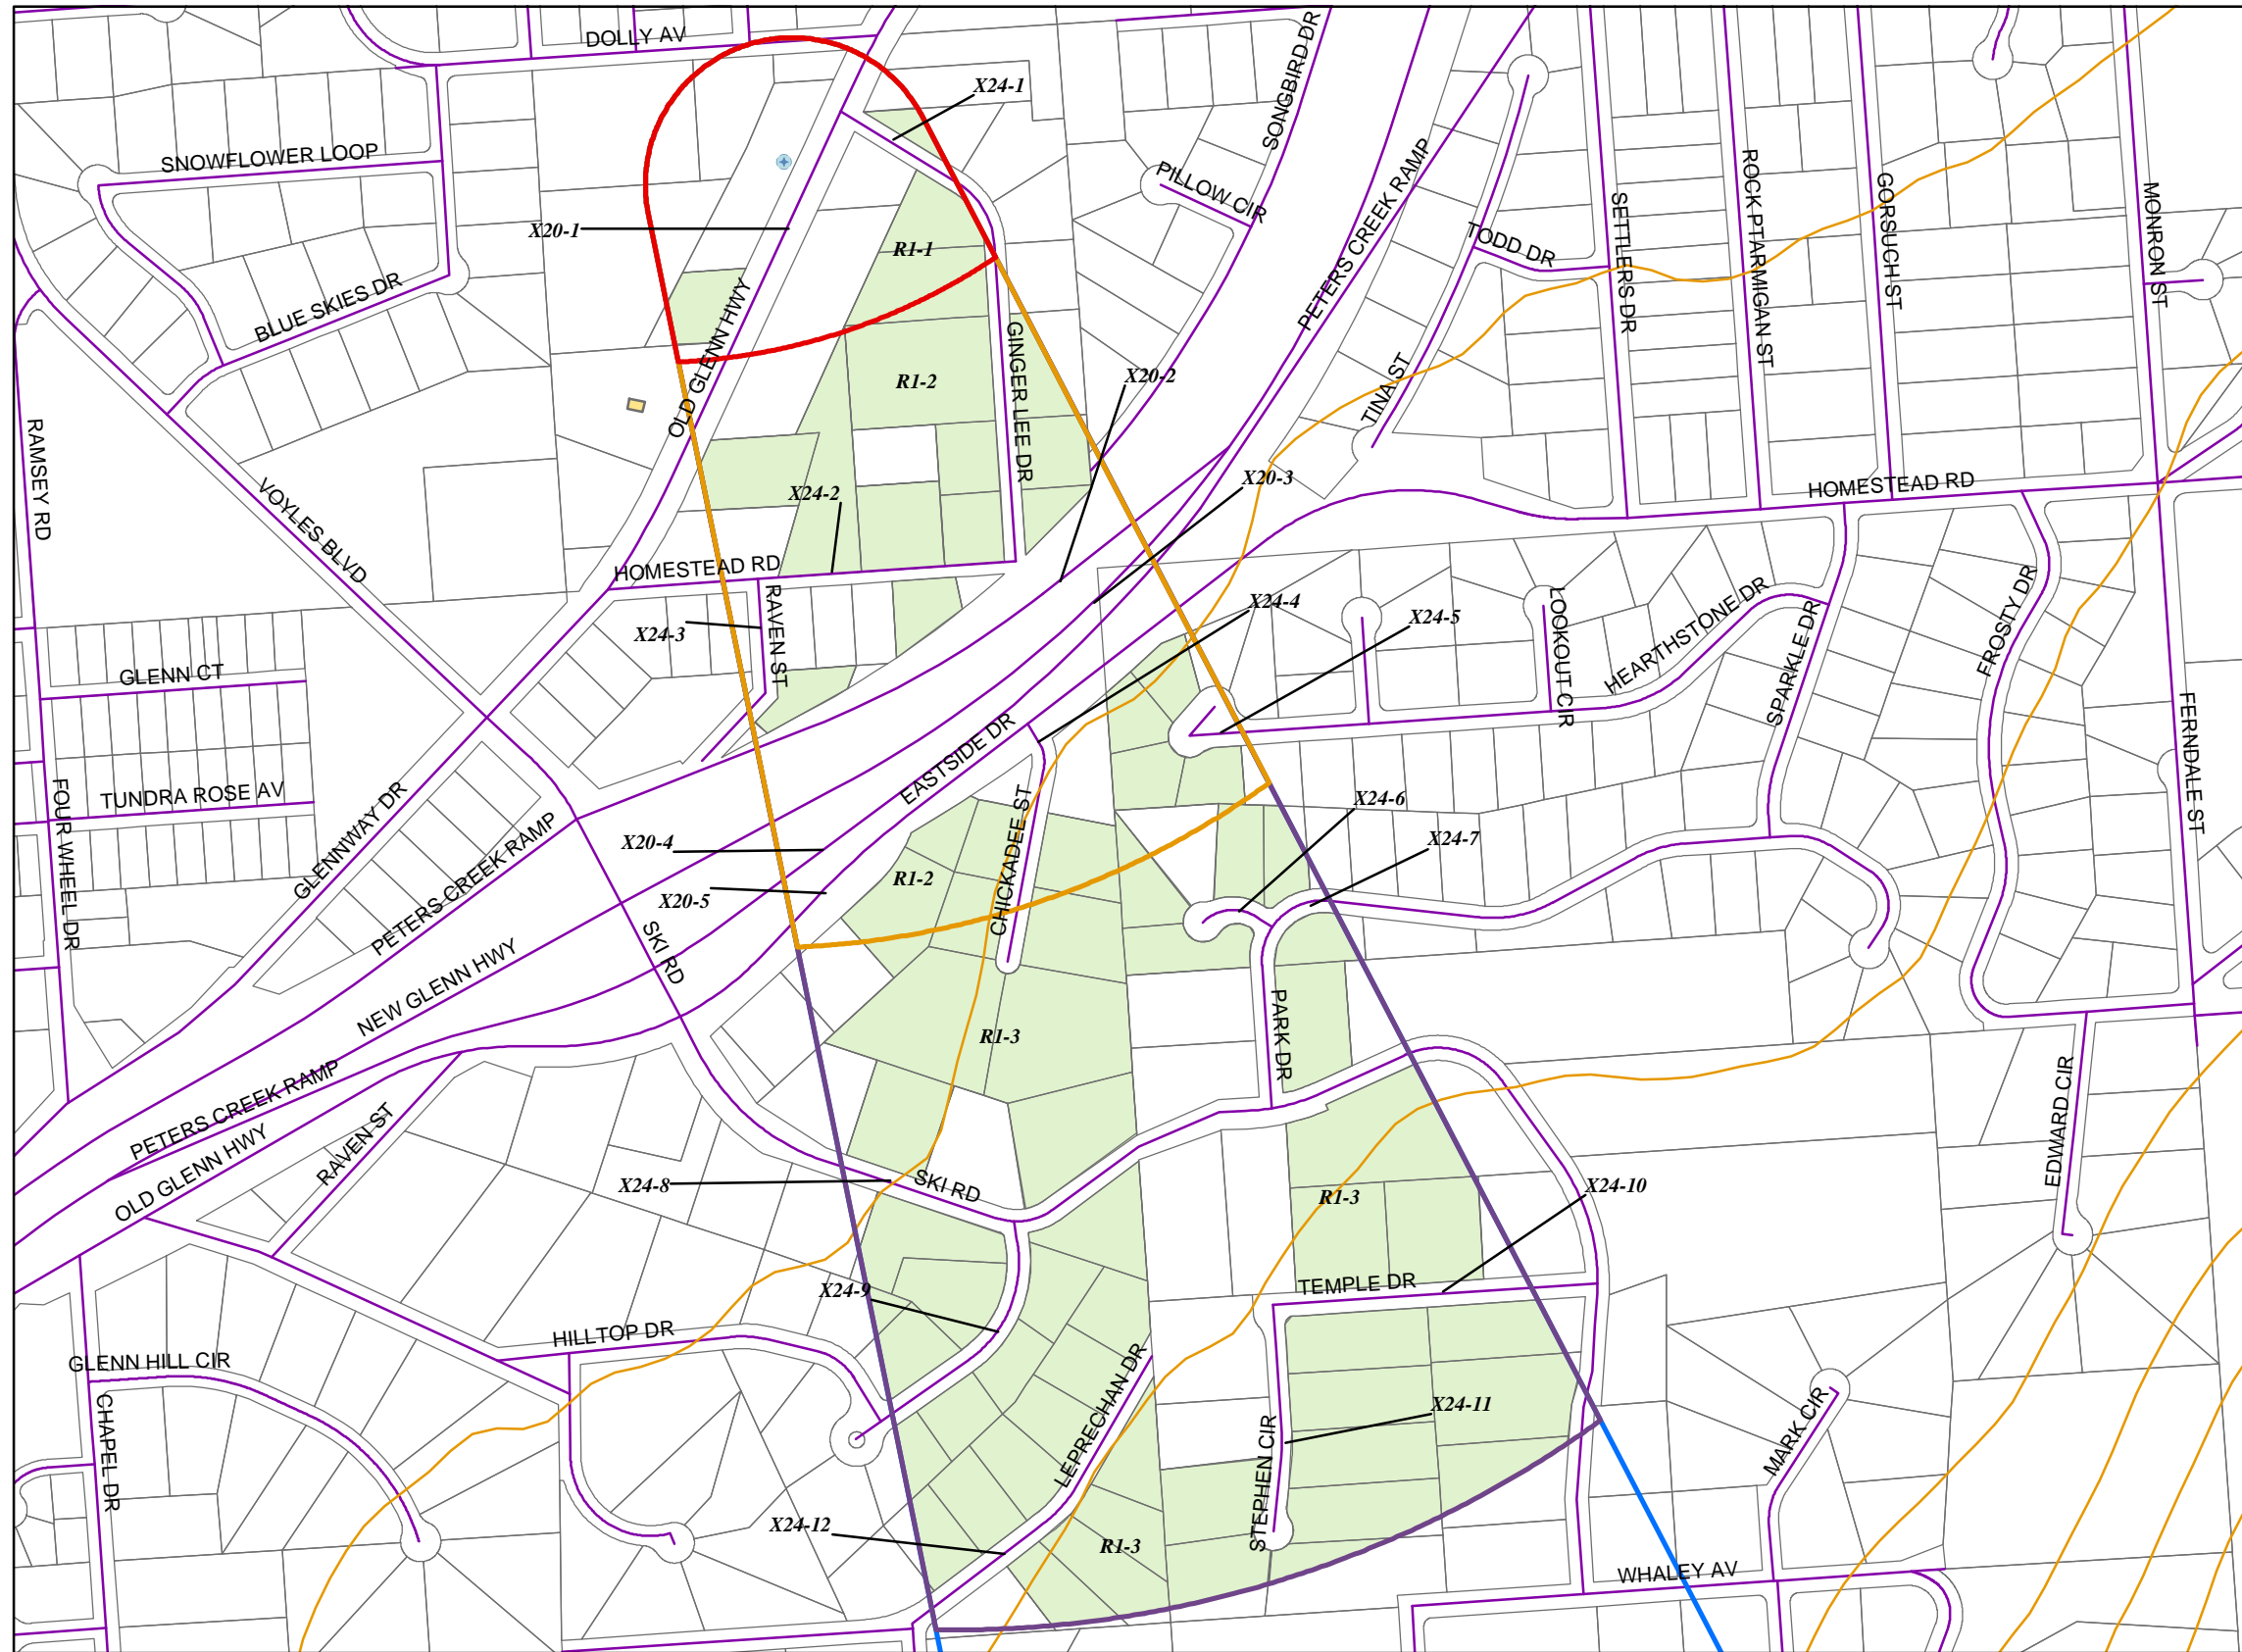 DOLLY AV
X24-1
SONGBIRD DR
SNOWFLOWER LOOP
PILLOW CIR
PETERS CREEK RAMP
ROCK PTARMIGAN ST
GORSUCH ST
MONRON ST
SETTLERS DR
X20-1
R1-1
TODD DR
BLUE SKIES DR
OLD GLENN HWY
GINGER LEE DR
X20-2
R1-2
TINA ST
RAMSEY RD
VOYLES BLVD
X24-2
X20-3
HOMESTEAD RD
HOMESTEAD RD
RAVEN ST
X24-3
X24-4
X24-5
LOOKOUT CIR
HEARTHSTONE DR
SPARKLE DR
FROSTY DR
GLENN CT
FERNDALE ST
EASTSIDE DR
TUNDRA ROSE AV
FOUR WHEEL DR
GLENNWAY DR
PETERS CREEK RAMP
CHICKADEE ST
X24-6
X24-7
X20-4
R1-2
X20-5
SKI RD
NEW GLENN HWY
R1-3
PARK DR
PETERS CREEK RAMP
OLD GLENN HWY
RAVEN ST
EDWARD CIR
X24-8
SKI RD
R1-3
X24-10
X24-9
TEMPLE DR
HILLTOP DR
GLENN HILL CIR
CHAPEL DR
LEPRECHAN DR
X24-11
MARK CIR
STEPHEN CIR
X24-12
R1-3
WHALEY AV